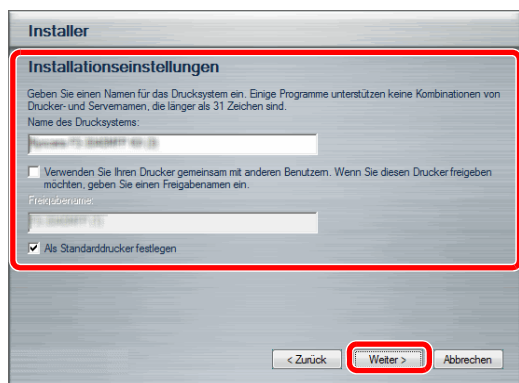 Installer
Installationseinstellungen
Geben Sie einen Namen für das Drucksystem ein. Einige Programme unterstützen keine Kombinationen von
Drucker- und Servernamen, die länger als 31 Zeichen sind.
Name des Drucksystems:
Verwenden Sie Ihren Drucker gemeinsam mit anderen Benutzern. Wenn Sie diesen Drucker freigeben
möchten, geben Sie einen Freigabenamen ein.
Freigabename:
Als Standarddrucker festlegen
< Zurück
Weiter >
Abbrechen